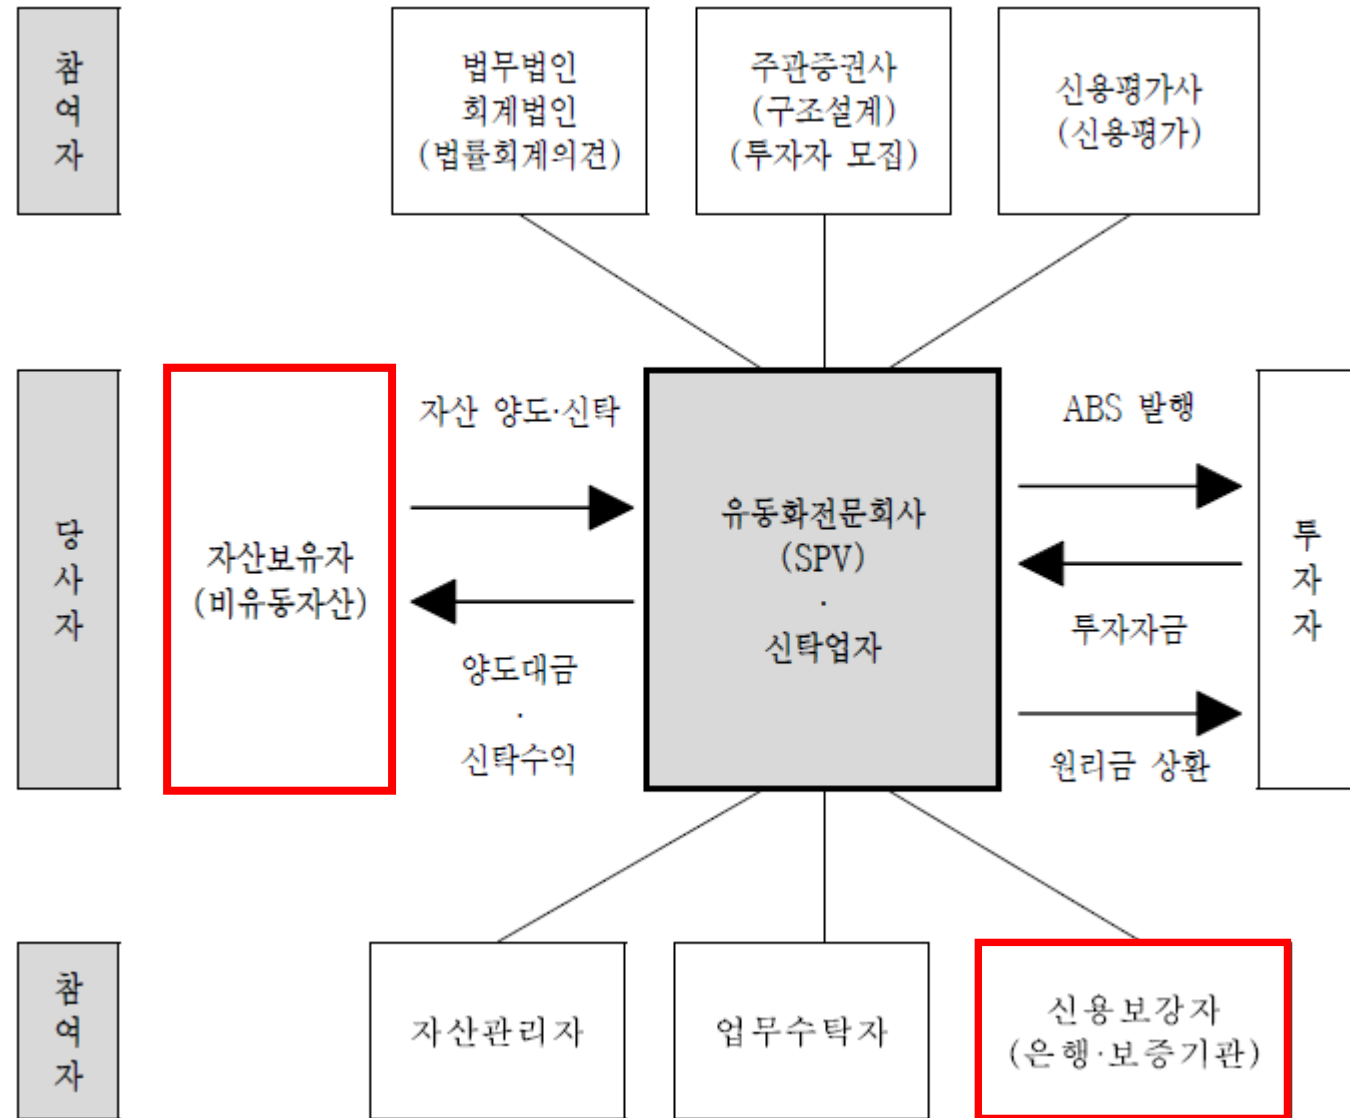 참
여
자
법무법인
회계법인
(법률회계의견)
주관증권사
(구조설계)
(투자자 모집)
신용평가사
(신용평가)
당
사
자
자산보유자
(비유동자산)
자산 양도·신탁
양도대금
·
신탁수익
유동화전문회사
(SPV)
·
신탁업자
ABS 발행
투자자금
원리금 상환
투
자
자
참
여
자
자산관리자
업무수탁자
신용보강자
(은행·보증기관)